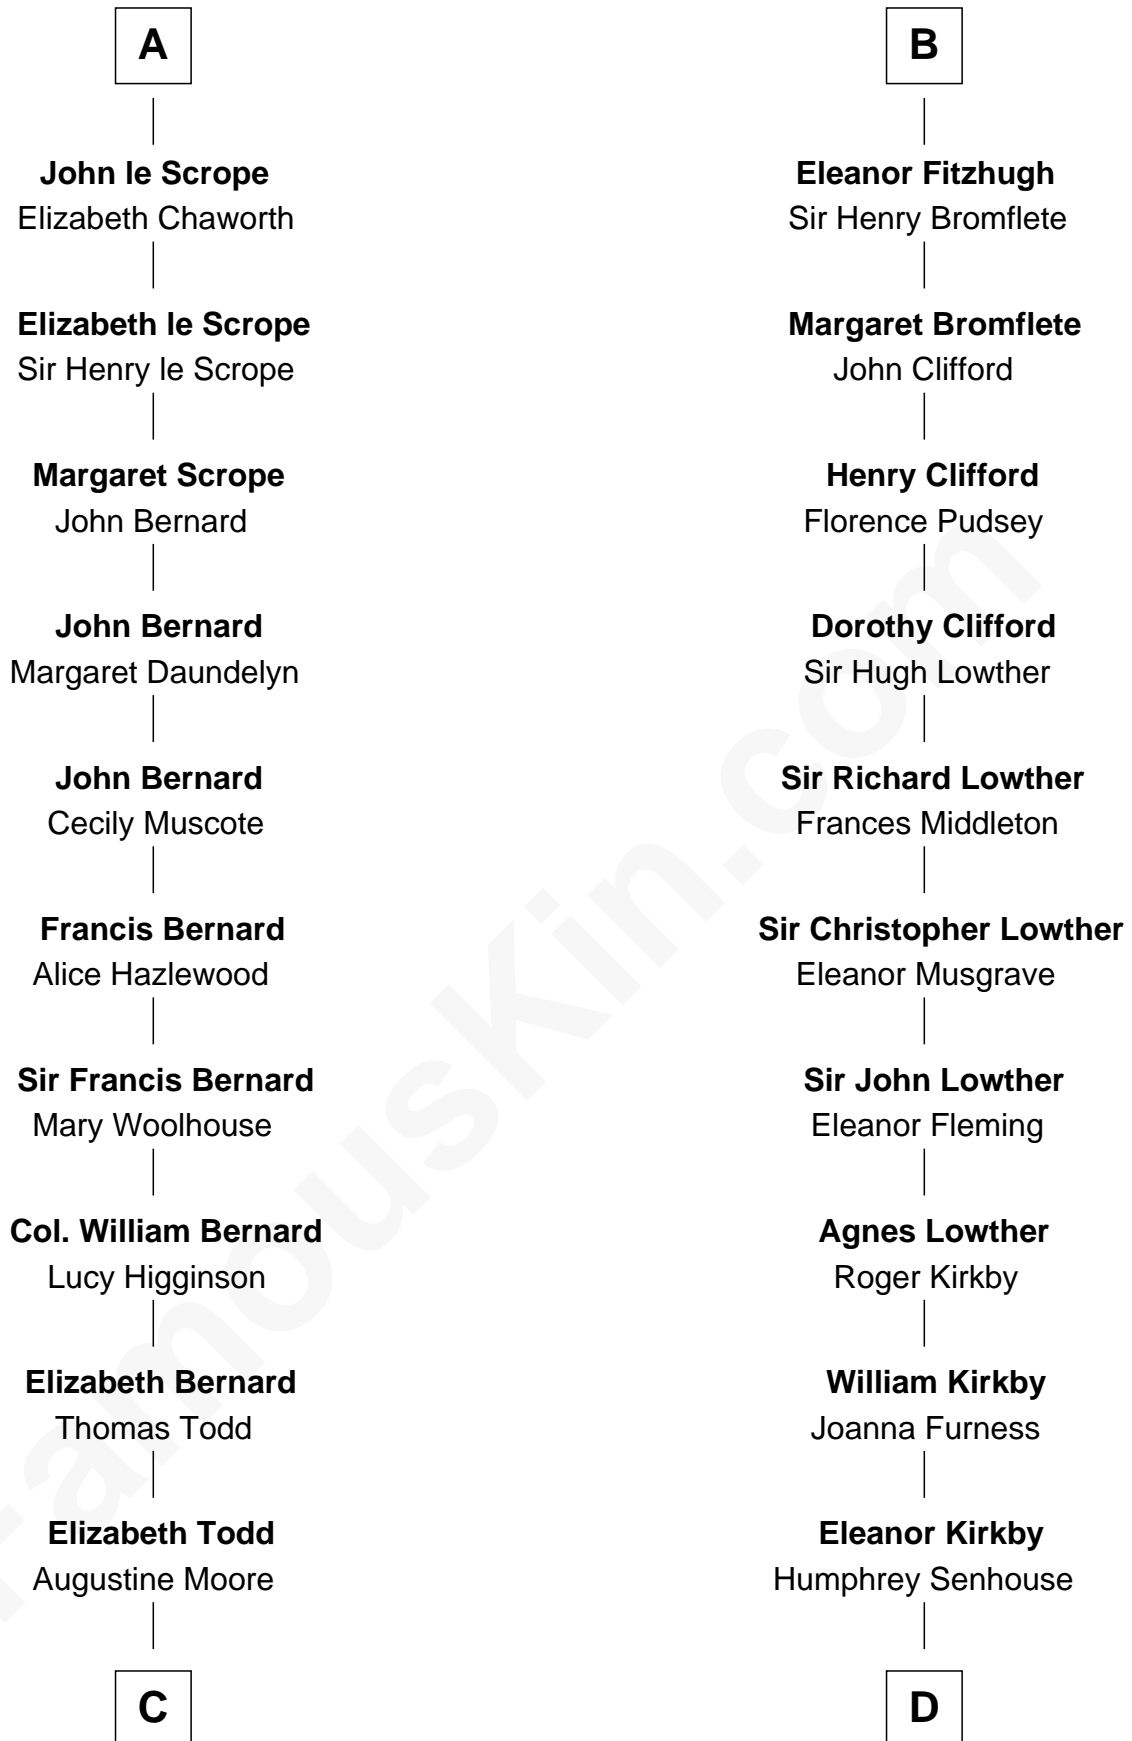 A
John le Scrope
Elizabeth Chaworth
Elizabeth le Scrope
Sir Henry le Scrope
Margaret Scrope
John Bernard
John Bernard
Margaret Daundelyn
John Bernard
Cecily Muscote
Francis Bernard
Alice Hazlewood
Sir Francis Bernard
Mary Woolhouse
Col. William Bernard
Lucy Higginson
Elizabeth Bernard
Thomas Todd
Elizabeth Todd
Augustine Moore
C
B
Eleanor Fitzhugh
Sir Henry Bromflete
Margaret Bromflete
John Clifford
Henry Clifford
Florence Pudsey
Dorothy Clifford
Sir Hugh Lowther
Sir Richard Lowther
Frances Middleton
Sir Christopher Lowther
Eleanor Musgrave
Sir John Lowther
Eleanor Fleming
Agnes Lowther
Roger Kirkby
William Kirkby
Joanna Furness
Eleanor Kirkby
Humphrey Senhouse
D
FamousKin.com